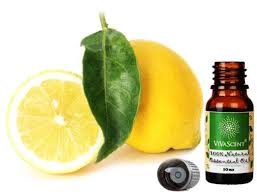 VIVASCENT
100% Natural
Essential Oil
10 ml